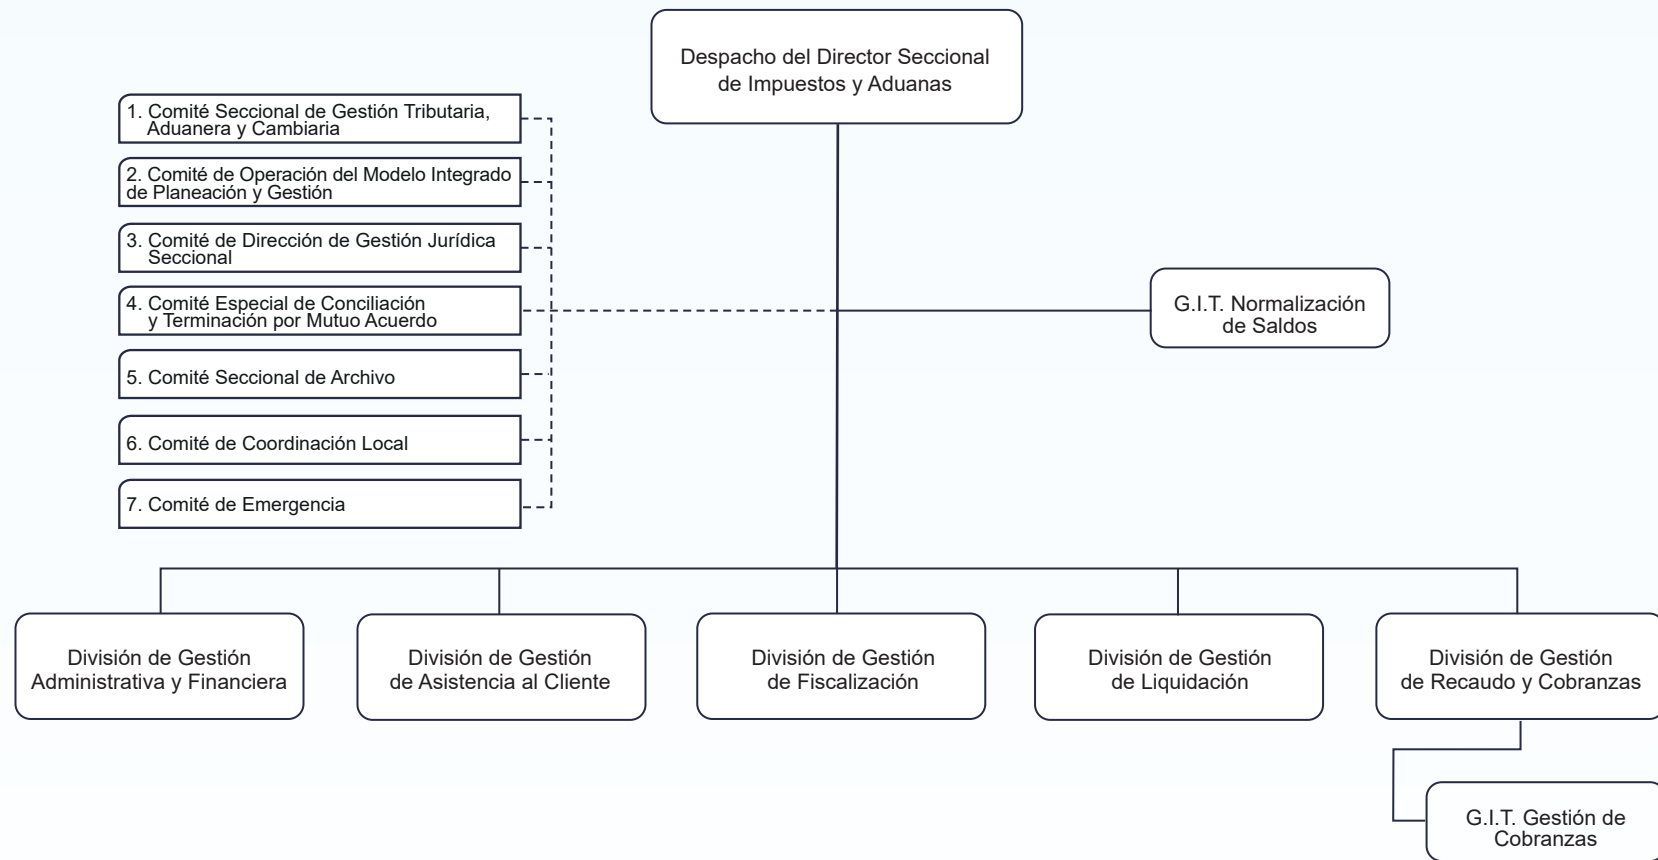 Despacho del Director Seccional
de Impuestos y Aduanas
1. Comité Seccional de Gestión Tributaria,
Aduanera y Cambiaria
2. Comité de Operación del Modelo Integrado
de Planeación y Gestión
3. Comité de Dirección de Gestión Jurídica
Seccional
4. Comité Especial de Conciliación
y Terminación por Mutuo Acuerdo
5. Comité Seccional de Archivo
6. Comité de Coordinación Local
7. Comité de Emergencia
G.I.T. Normalización
de Saldos
División de Gestión
Administrativa y Financiera
División de Gestión
de Asistencia al Cliente
División de Gestión
de Fiscalización
División de Gestión
de Liquidación
División de Gestión
de Recaudo y Cobranzas
G.I.T. Gestión de
Cobranzas